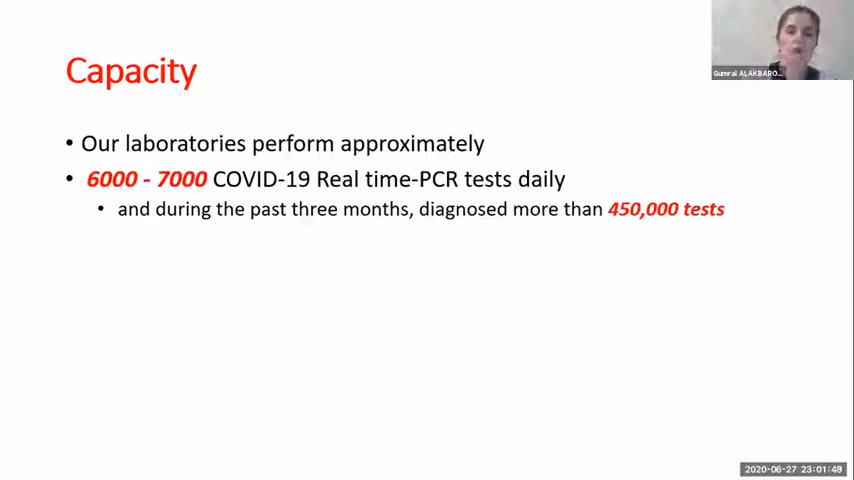 Gumral ALAKBARO...
Capacity
• Our laboratories perform approximately
• 6000 - 7000 COVID-19 Real time-PCR tests daily
• and during the past three months, diagnosed more than 450,000 tests
2020-06-27 23:01:49